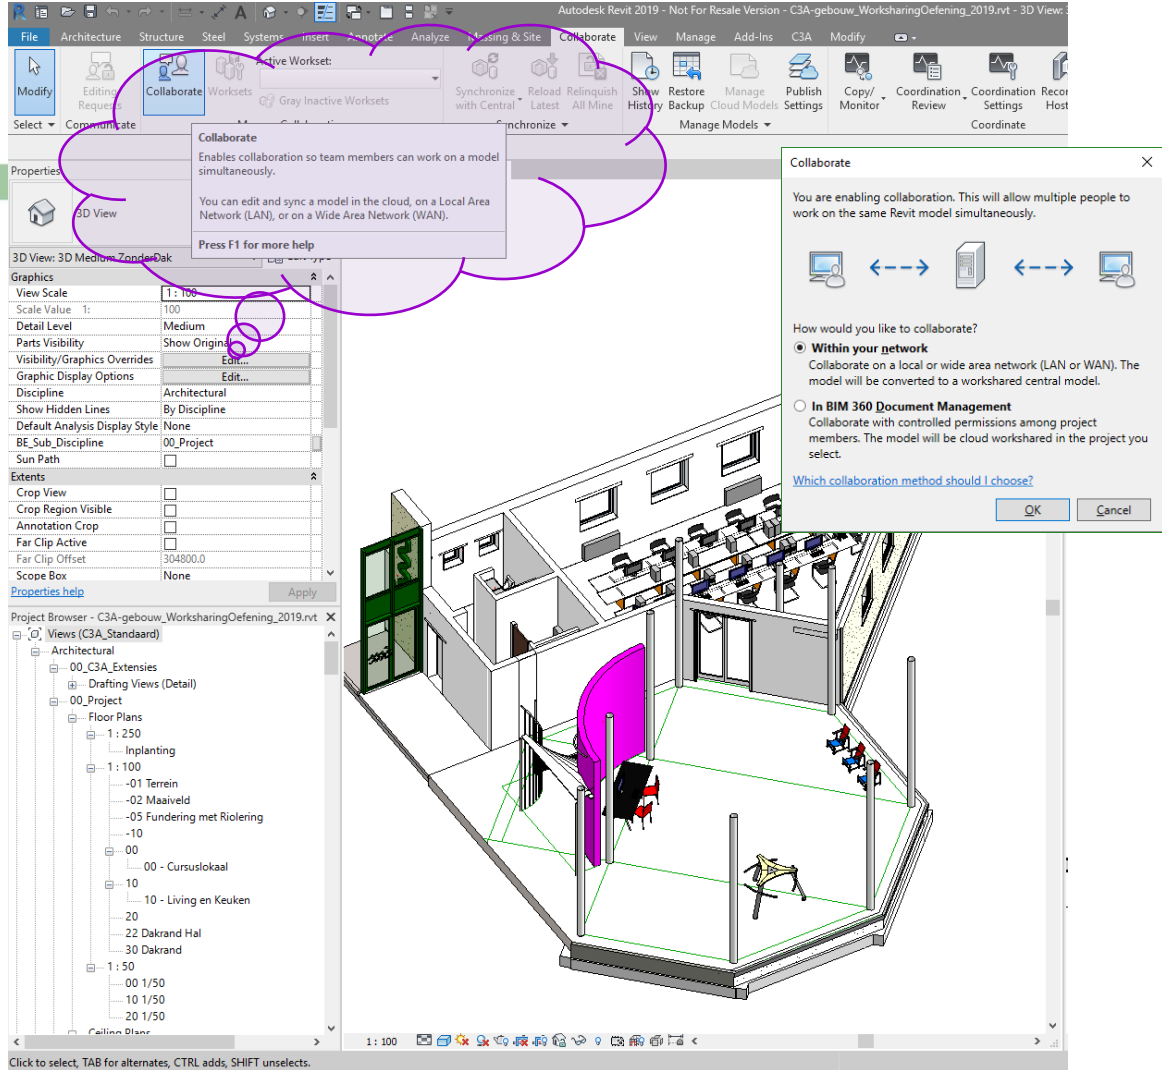 Autodesk Revit 2019 - Not For Resale Version - C3A-gebouw_WorksharingOefening_2019.rvt - 3D View:
File Architecture Structure Steel Systems Insert Annotate Analyze Massing & Site Collaborate View Manage Add-Ins C3A Modify
Active Workset:
Modify
Editing
Requests
Collaborate
Worksets
Gray Inactive Worksets
Synchronize
with Central
Reload
Latest
Relinquish
All Mine
Show
History
Restore
Backup
Manage
Cloud Models
Publish
Settings
Copy/
Monitor
Coordination
Review
Coordination
Settings
Select
Communicate
Synchronize
Manage Models
Coordinate
Collaborate
Enables collaboration so team members can work on a model
simultaneously.
You can edit and sync a model in the cloud, on a Local Area
Network (LAN), or on a Wide Area Network (WAN).
Press F1 for more help
Properties
3D View
3D View: 3D Medium ZonderDak
Graphics
View Scale 1 : 100
Scale Value 1: 100
Detail Level Medium
Parts Visibility Show Original
Visibility/Graphics Overrides Edit...
Graphic Display Options Edit...
Discipline Architectural
Show Hidden Lines By Discipline
Default Analysis Display Style None
BE_Sub_Discipline 00_Project
Sun Path
Extents
Crop View
Crop Region Visible
Annotation Crop
Far Clip Active
Far Clip Offset 304800.0
Scope Box None
Properties help Apply
Project Browser - C3A-gebouw_WorksharingOefening_2019.rvt
Views (C3A_Standaard)
Architectural
00_C3A_Extensies
Drafting Views (Detail)
00_Project
Floor Plans
1 : 250
Inplanting
1 : 100
-01 Terrein
-02 Maaiveld
-05 Fundering met Riolering
-10
00
00 - Cursuslokaal
10
10 - Living en Keuken
20
22 Dakrand Hal
30 Dakrand
1 : 50
00 1/50
10 1/50
20 1/50
Ceiling Plans
Collaborate
You are enabling collaboration. This will allow multiple people to
work on the same Revit model simultaneously.
How would you like to collaborate?
Within your network
Collaborate on a local or wide area network (LAN or WAN). The
model will be converted to a workshared central model.
In BIM 360 Document Management
Collaborate with controlled permissions among project
members. The model will be cloud workshared in the project you
select.
Which collaboration method should I choose?
OK Cancel
1 : 100
Click to select, TAB for alternates, CTRL adds, SHIFT unselects.